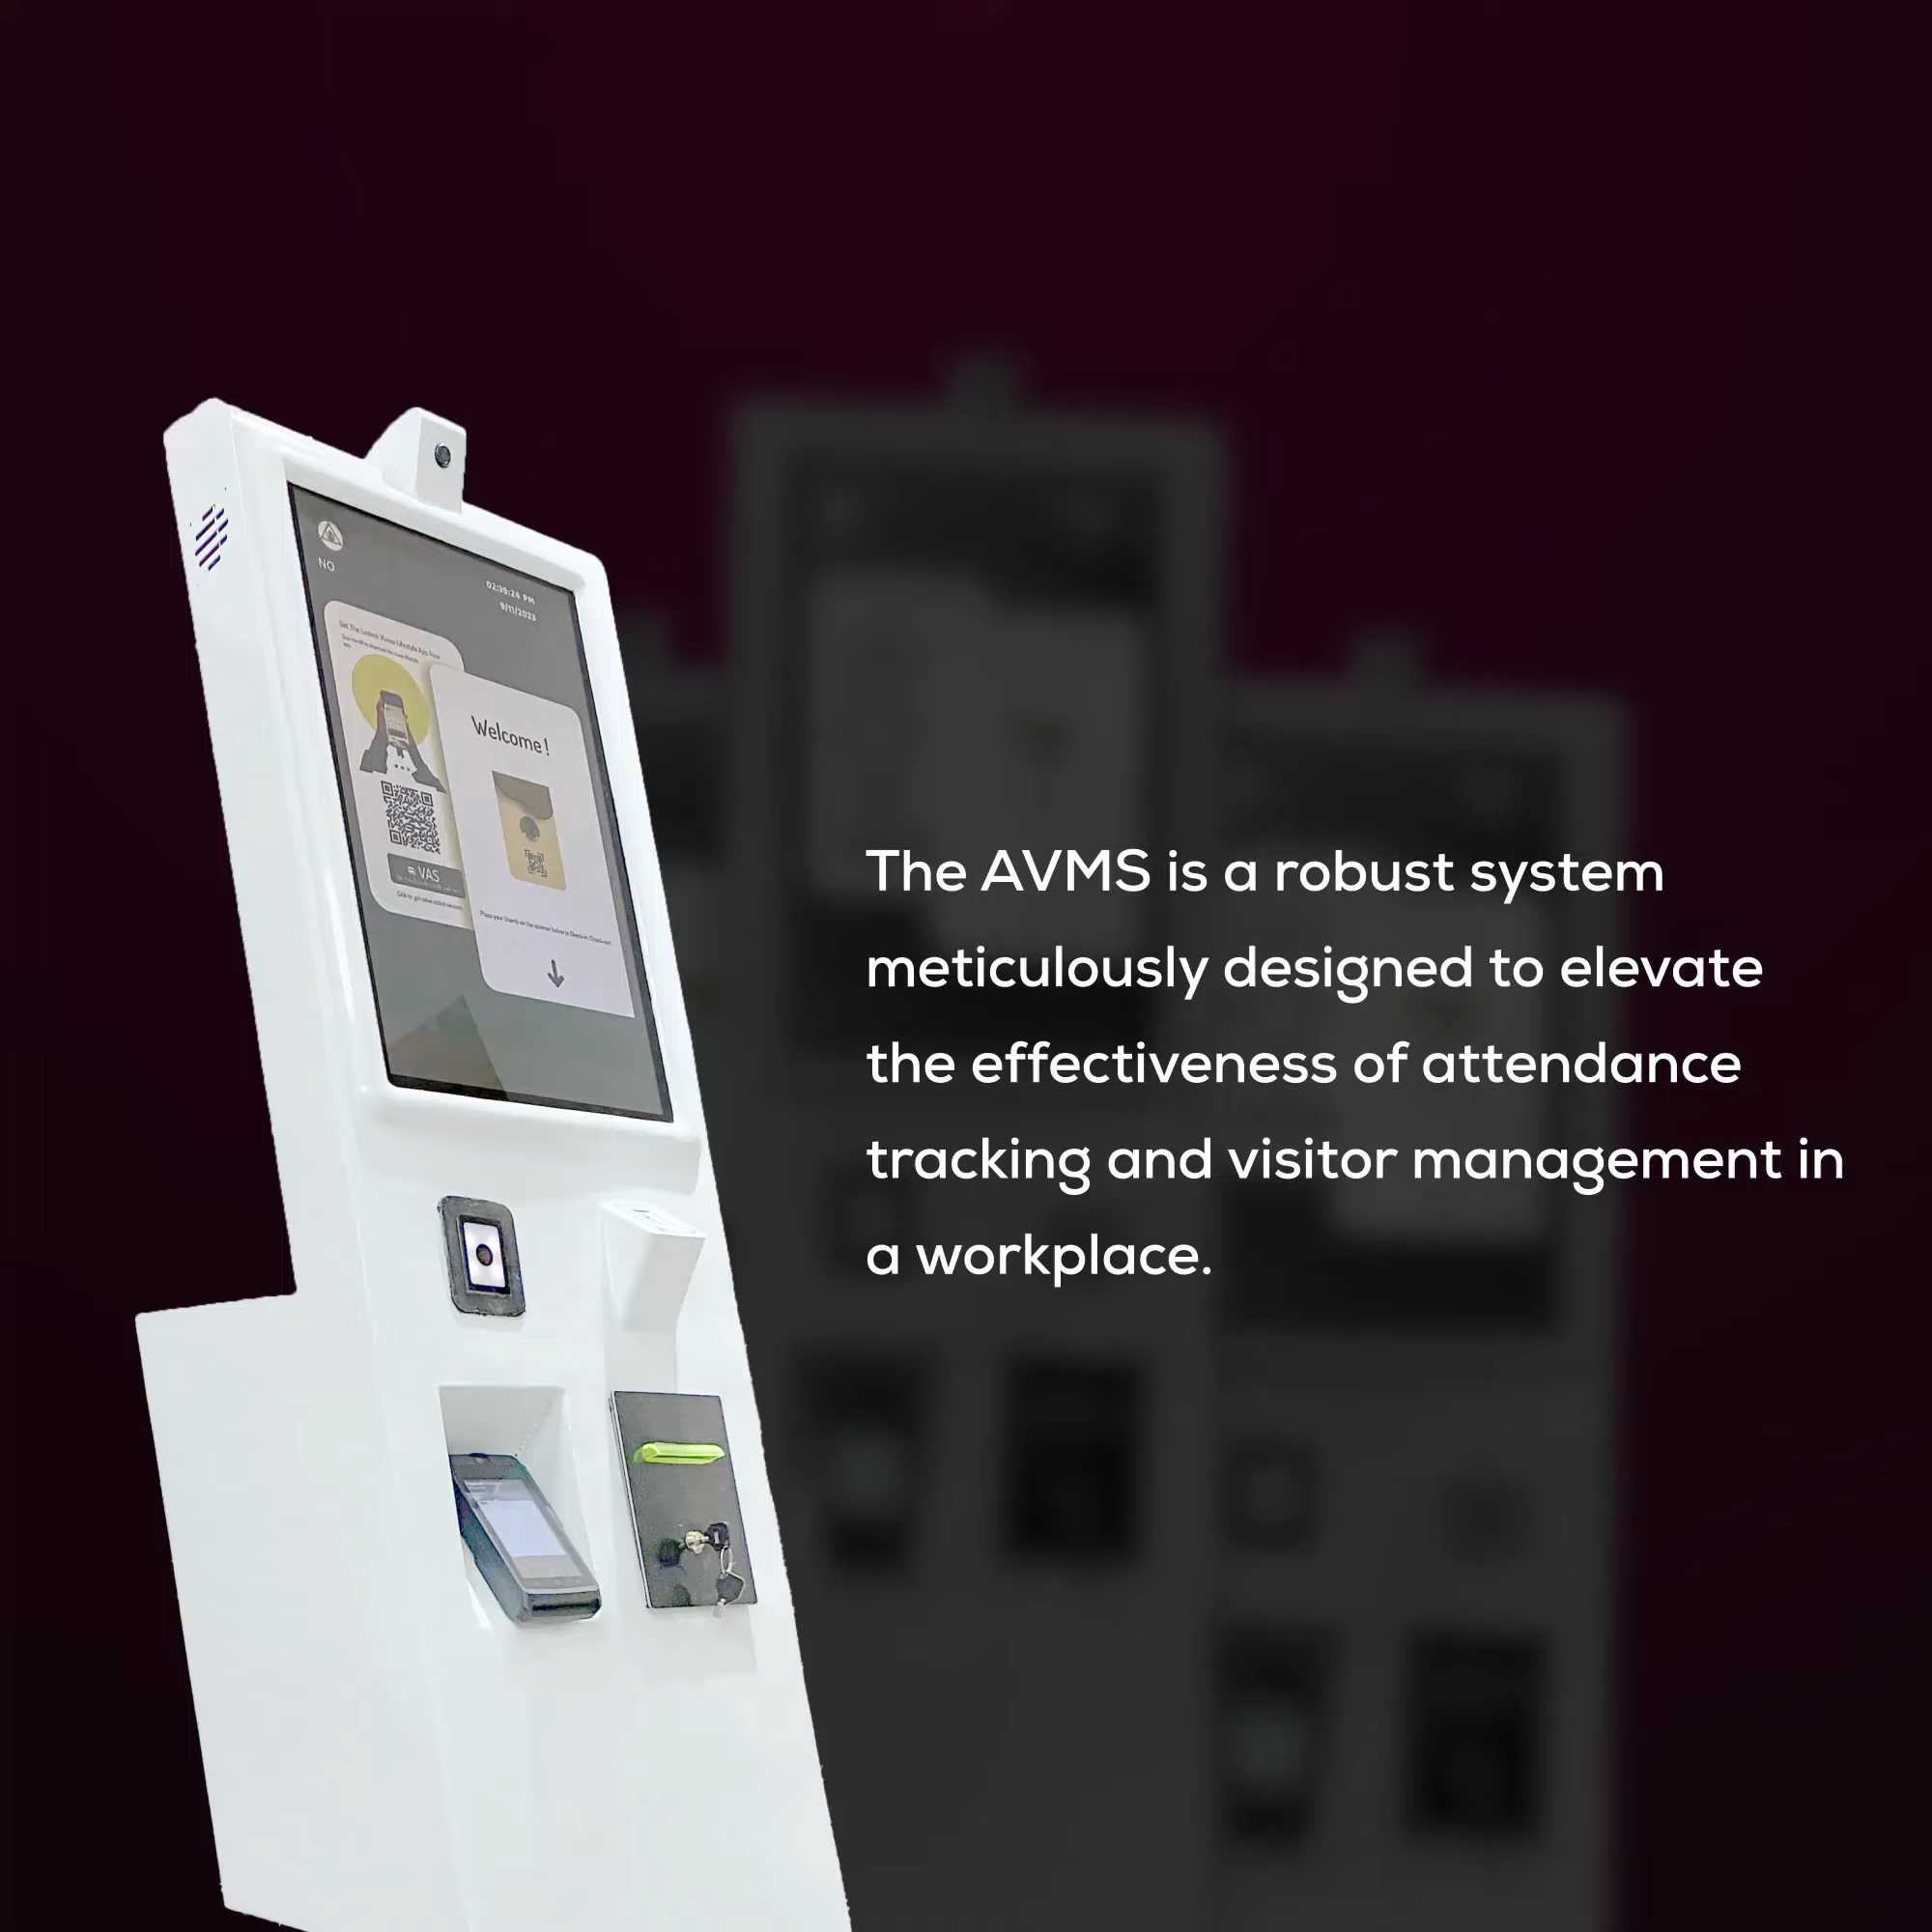 NO
02:39:24 PM
9/11/2023
Welcome!
VAS
The AVMS is a robust system
meticulously designed to elevate
the effectiveness of attendance
tracking and visitor management in
a workplace.